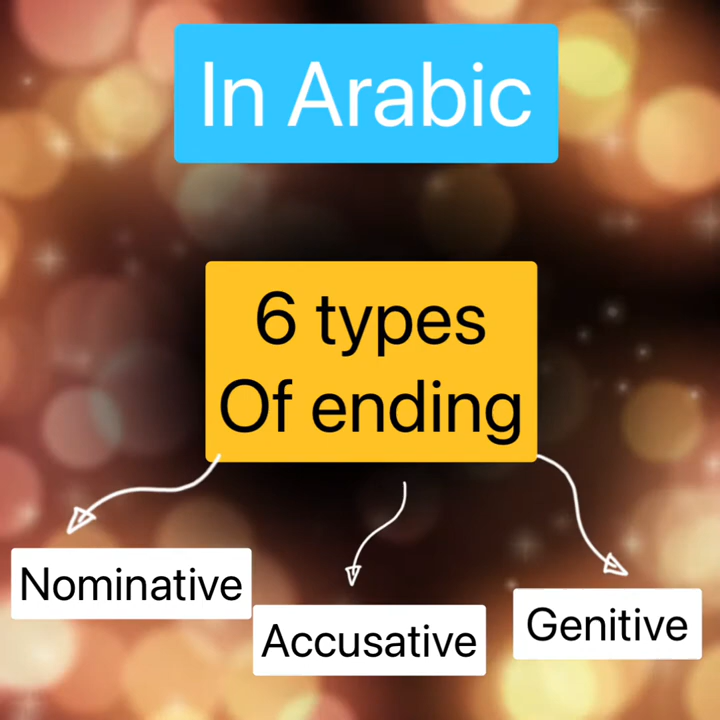 In Arabic
6 types
Of ending
Nominative
Accusative
Genitive